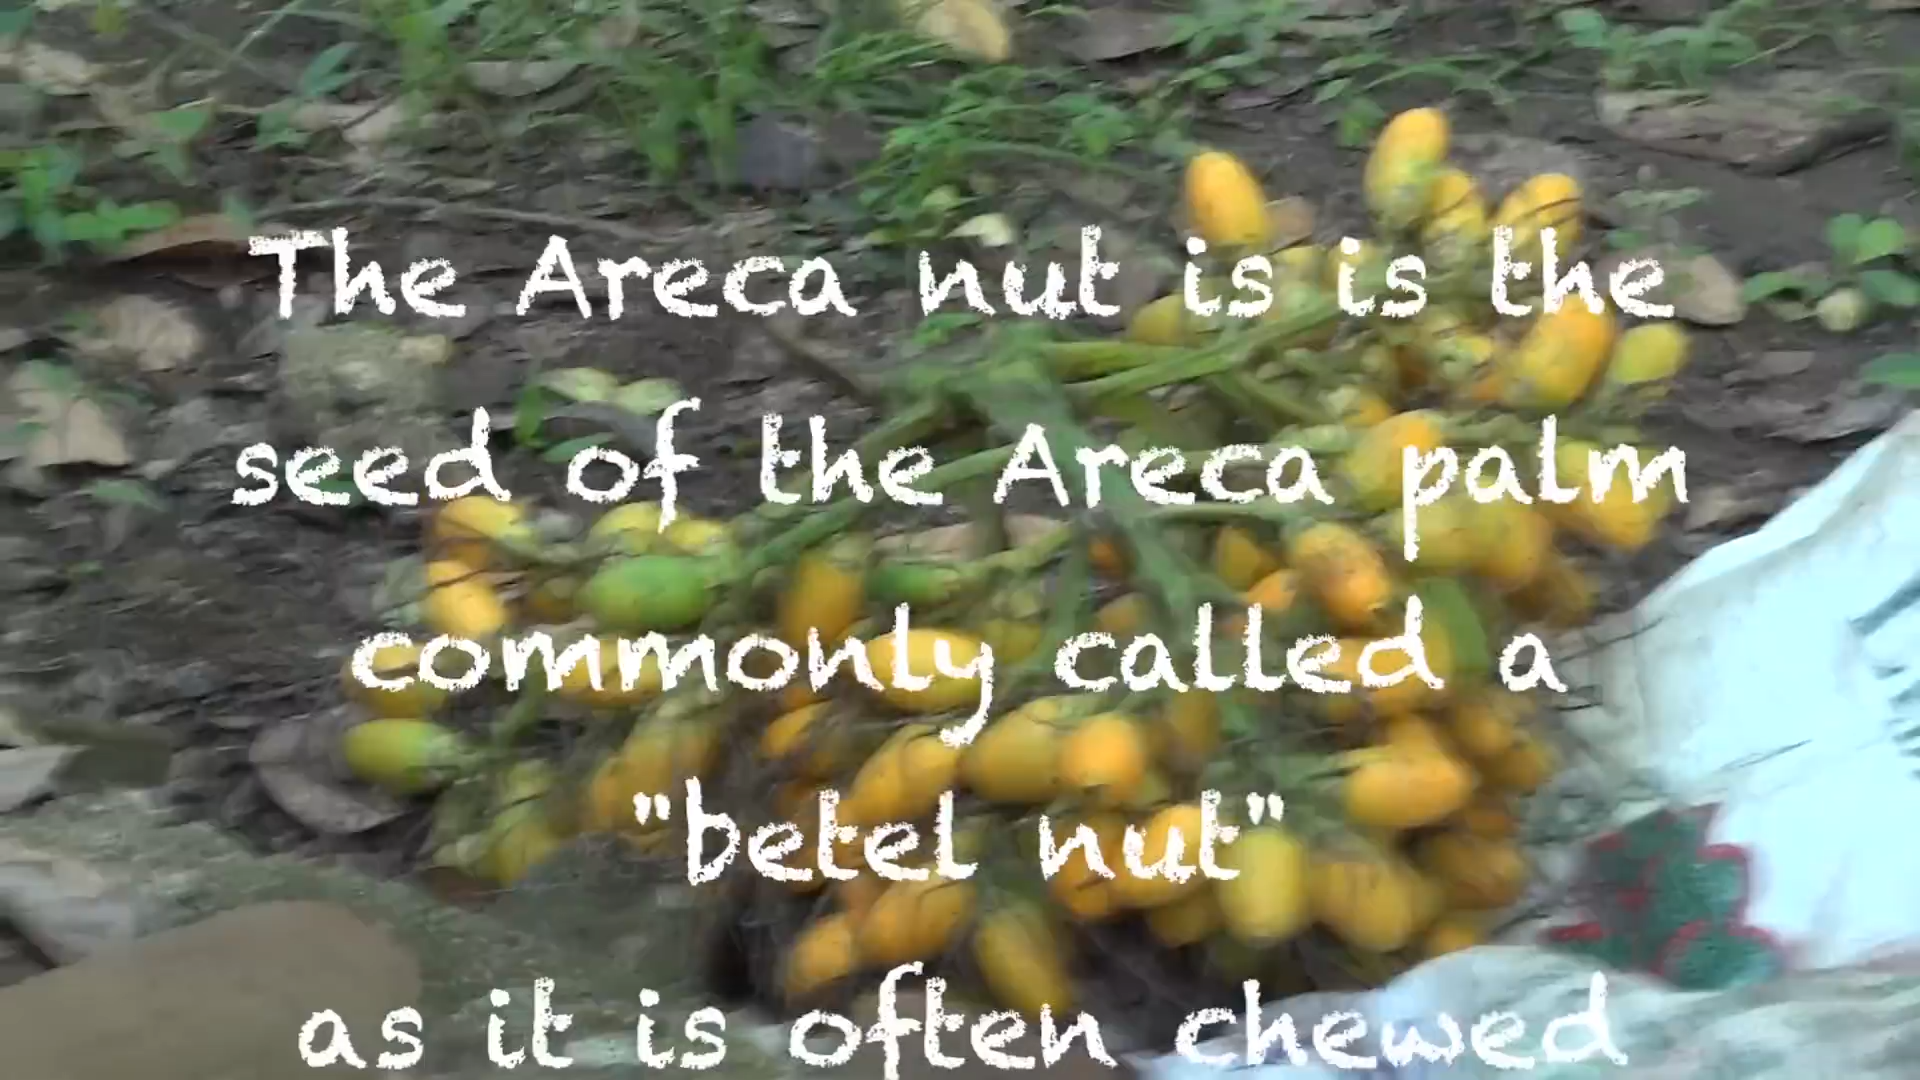 The Areca nut is is the
seed of the Areca palm
commonly called a
"betel nut"
as it is often chewed